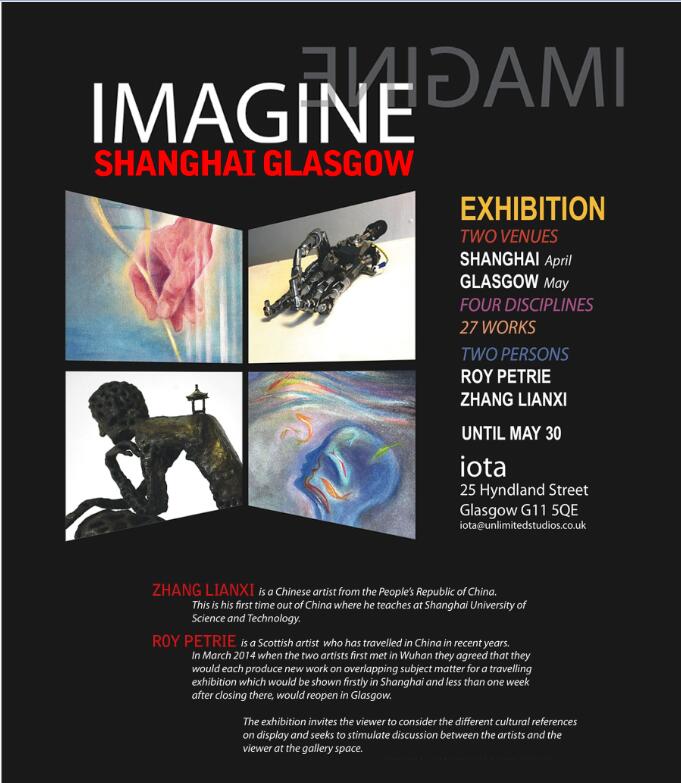 IMAGINE
IMAGINE
SHANGHAI GLASGOW
EXHIBITION
TWO VENUES
SHANGHAI April
GLASGOW May
FOUR DISCIPLINES
27 WORKS
TWO PERSONS
ROY PETRIE
ZHANG LIANXI
UNTIL MAY 30
iota
25 Hyndland Street
Glasgow G11 5QE
iota@unlimitedstudios.co.uk
ZHANG LIANXI is a Chinese artist from the People's Republic of China.
This is his first time out of China where he teaches at Shanghai University of
Science and Technology.
ROY PETRIE is a Scottish artist who has travelled in China in recent years.
In March 2014 when the two artists first met in Wuhan they agreed that they
would each produce new work on overlapping subject matter for a travelling
exhibition which would be shown firstly in Shanghai and less than one week
after closing there, would reopen in Glasgow.
The exhibition invites the viewer to consider the different cultural references
on display and seeks to stimulate discussion between the artists and the
viewer at the gallery space.